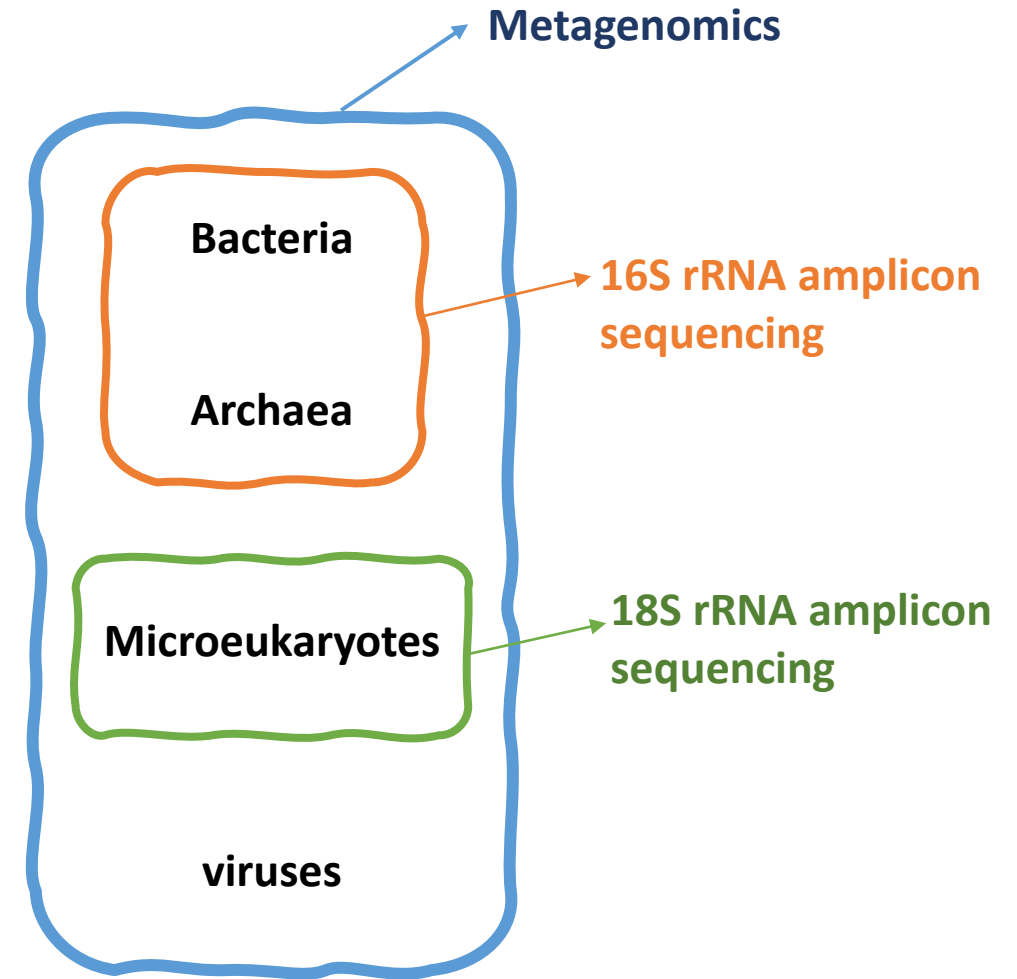 Metagenomics
Bacteria
16S rRNA amplicon
sequencing
Archaea
Microeukaryotes
18S rRNA amplicon
sequencing
viruses